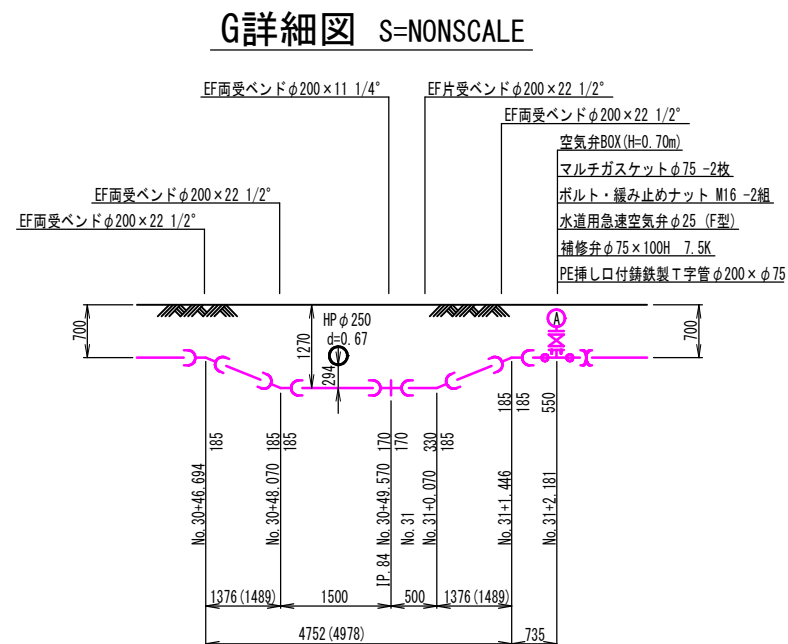 G詳細図 S=NONSCALE
EF両受ベンドφ200×11 1/4°
EF片受ベンドφ200×22 1/2°
EF両受ベンドφ200×22 1/2°
空気弁BOX(H=0.70m)
マルチガスケットφ75 -2枚
ボルト・緩み止めナット M16 -2組
水道用急速空気弁φ25 (F型)
補修弁φ75×100H 7.5K
PE挿し口付鋳鉄製T字管φ200×φ75
EF両受ベンドφ200×22 1/2°
EF両受ベンドφ200×22 1/2°
700
1270
HPφ250
d=0.67
294
A
700
185
185
185
170
170
330
185
185
185
550
No.30+46.694
No.30+48.070
IP.84 No.30+49.570
No.31
No.31+0.070
No.31+1.446
No.31+2.181
1376(1489)
1500
500
1376(1489)
4752(4978)
735